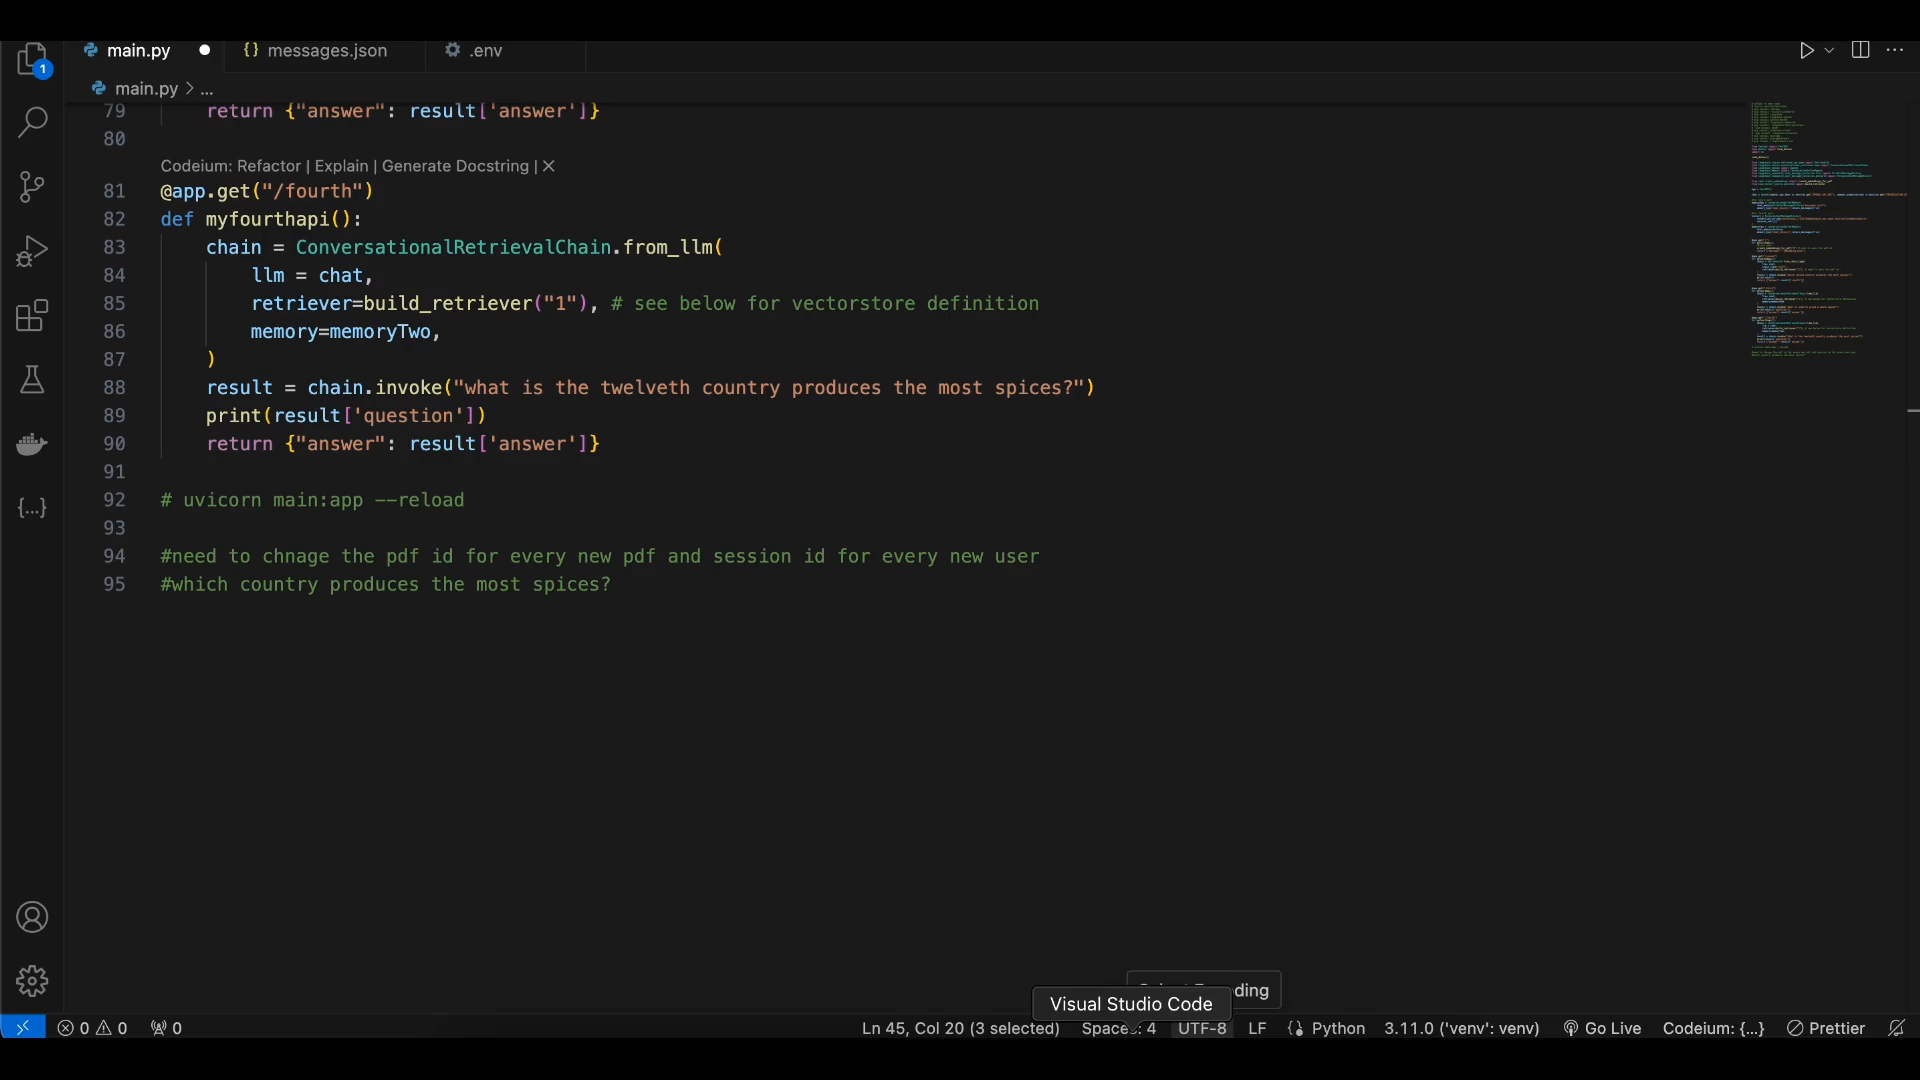 main.py
{} messages.json
.env
1
main.py > ...
79 return {"answer": result['answer']}
80
Codeium: Refactor | Explain | Generate Docstring | ×
81 @app.get("/fourth")
82 def myfourthapi():
83 chain = ConversationalRetrievalChain.from_llm(
84 llm = chat,
85 retriever=build_retriever("1"), # see below for vectorstore definition
86 memory=memoryTwo,
87 )
88 result = chain.invoke("what is the twelveth country produces the most spices?")
89 print(result['question'])
90 return {"answer": result['answer']}
91
92 # uvicorn main:app --reload
93
94 #need to chnage the pdf id for every new pdf and session id for every new user
95 #which country produces the most spices?
Visual Studio Code
0 0 0 Ln 45, Col 20 (3 selected) Spaces: 4 UTF-8 LF Python 3.11.0 ('venv': venv) Go Live Codeium: {...} Prettier